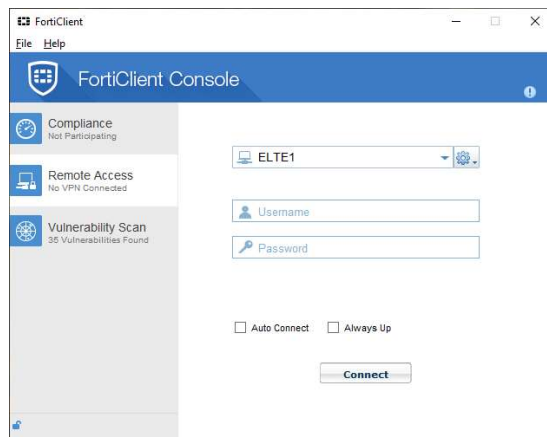 FortiClient
File Help
FortiClient Console
Compliance
Not Participating
Remote Access
No VPN Connected
Vulnerability Scan
35 Vulnerabilities Found
ELTE1
Username
Password
Auto Connect Always Up
Connect